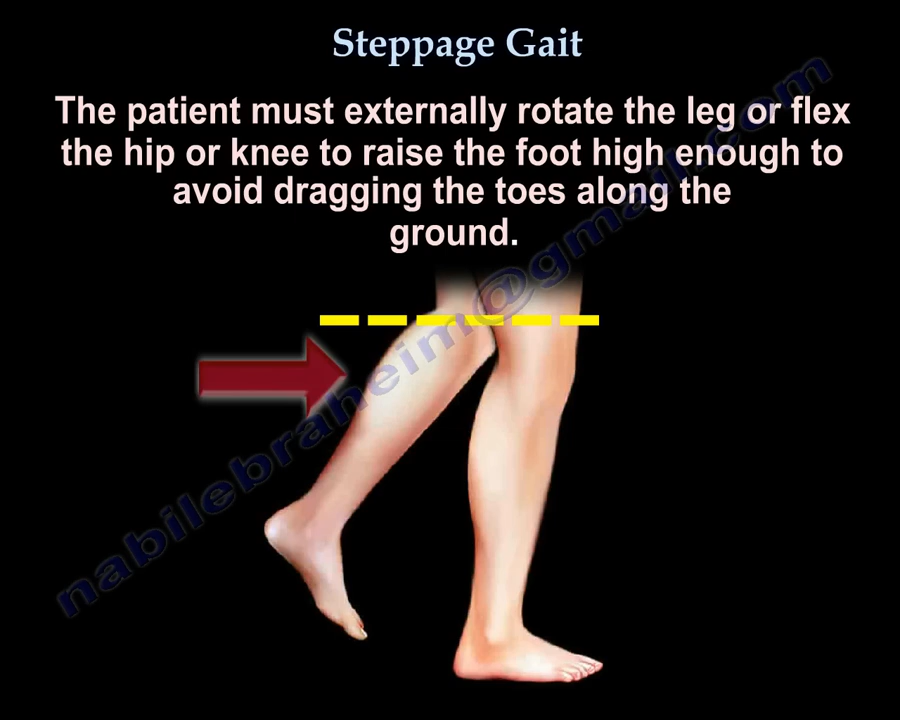 Steppage Gait
The patient must externally rotate the leg or flex
the hip or knee to raise the foot high enough to
avoid dragging the toes along the
ground.
nabilebraheim@gmail.com